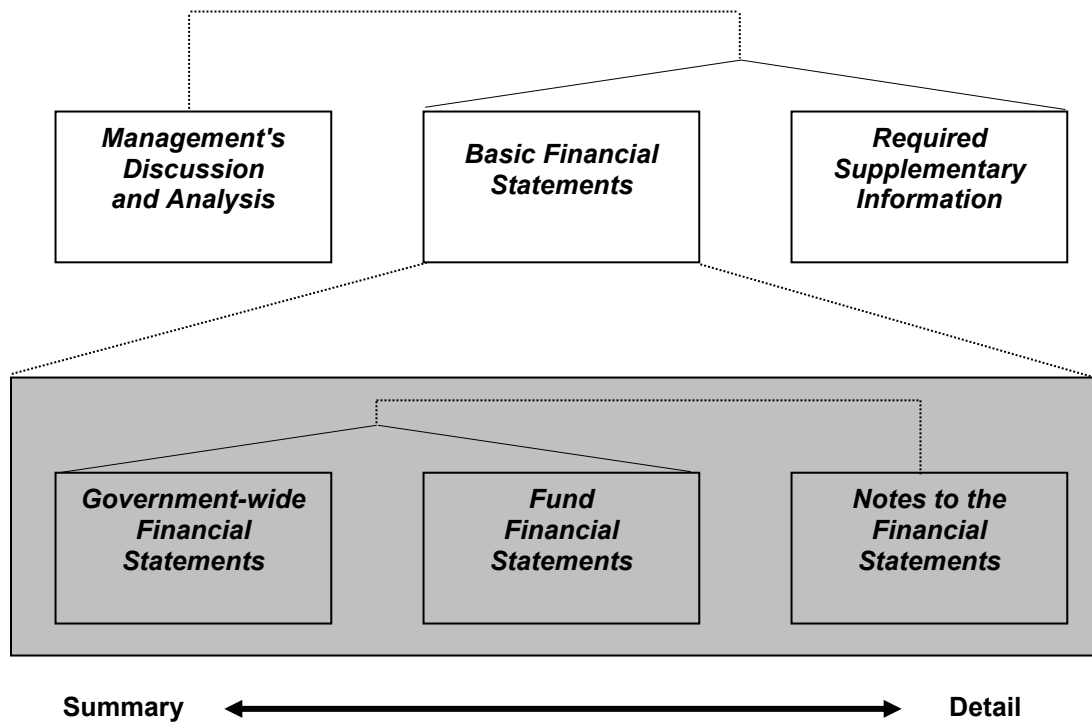 Management's
Discussion
and Analysis
Basic Financial
Statements
Required
Supplementary
Information
Government-wide
Financial
Statements
Fund
Financial
Statements
Notes to the
Financial
Statements
Summary
Detail